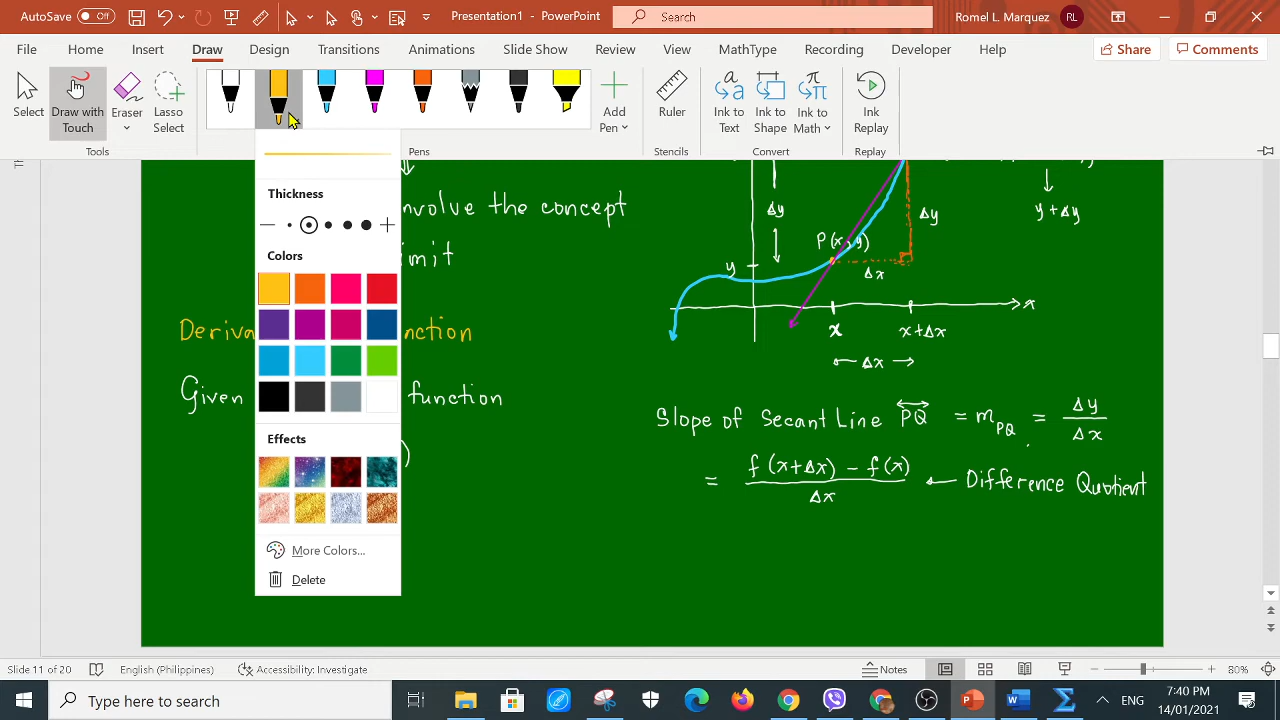 AutoSave Off Presentation1 - PowerPoint Search Romel L. Marquez RL
File Home Insert Draw Design Transitions Animations Slide Show Review View MathType Recording Developer Help Share Comments
Select Draw with Touch Eraser Lasso Select Add Pen Ruler Ink to Text Ink to Shape Ink to Math Ink Replay
Tools Pens Stencils Convert Replay
Thickness
Colors
Effects
More Colors...
Delete
nvolve the concept
imit
Deriva nction
Given function
)
Δy
Δy
y + Δy
P(x, y)
y
Δx
x
x x+Δx
Δx
Slope of Secant Line PQ = m PQ = Δy
Δx
= f(x+Δx) - f(x) ← Difference Quotient
Δx
Slide 11 of 20 English (Philippines) Accessibility: Investigate Notes 80%
Type here to search ENG 7:40 PM
14/01/2021